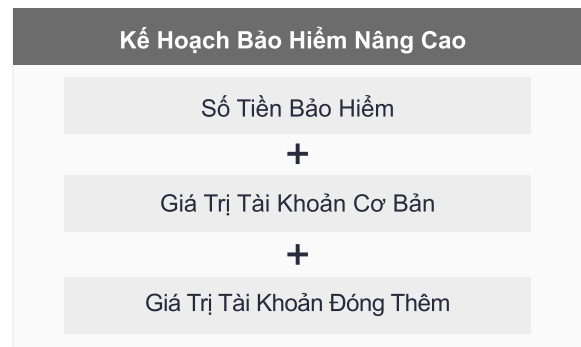 Kế Hoạch Bảo Hiểm Nâng Cao
Số Tiền Bảo Hiểm
+
Giá Trị Tài Khoản Cơ Bản
+
Giá Trị Tài Khoản Đóng Thêm